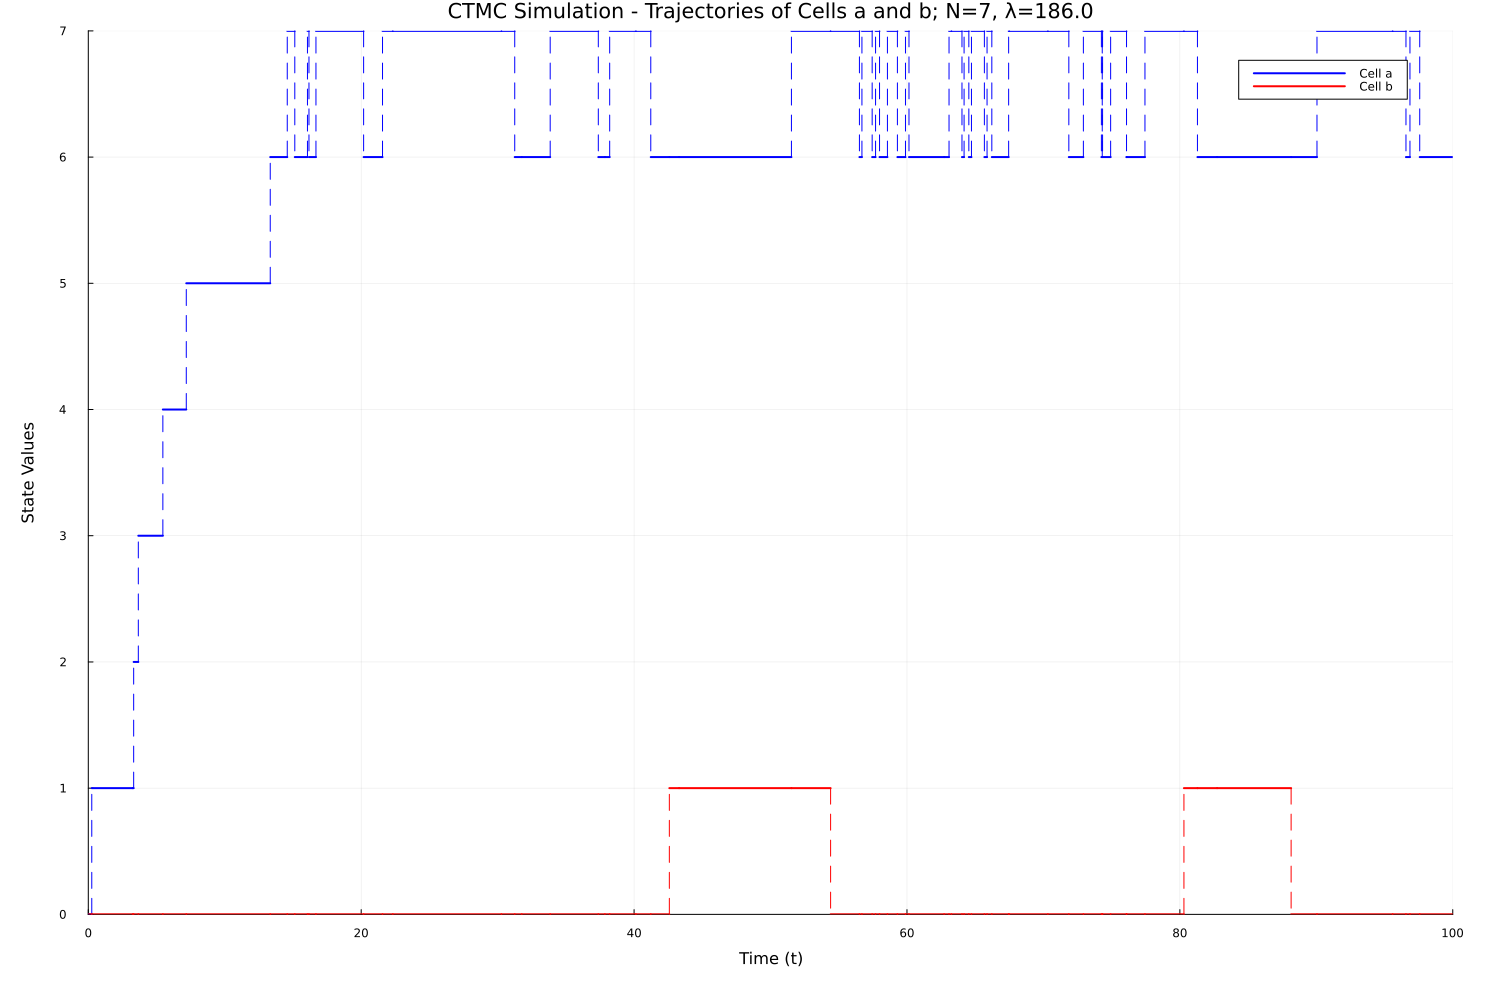 CTMC Simulation - Trajectories of Cells a and b; N=7, λ=186.0
7
Cell a
Cell b
6
5
4
State Values
3
2
1
0
0 20 40 60 80 100
Time (t)